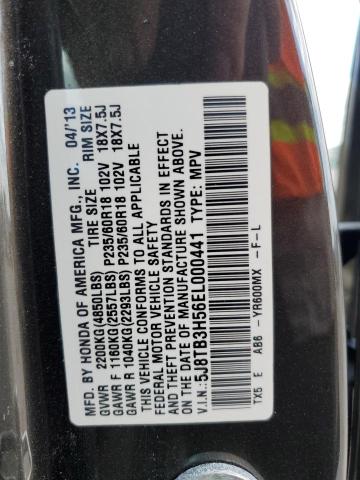 MFD. BY HONDA OF AMERICA MFG., INC. 04/'13
TIRE SIZE RIM SIZE
GVWR 2200KG(4850LBS)
GAWR F 1160KG(2557LBS) P235/60R18 102V 18X7.5J
GAWR R 1040KG(2293LBS) P235/60R18 102V 18X7.5J
THIS VEHICLE CONFORMS TO ALL APPLICABLE
FEDERAL MOTOR VEHICLE SAFETY
AND THEFT PREVENTION STANDARDS IN EFFECT
ON THE DATE OF MANUFACTURE SHOWN ABOVE.
V.I.N.:5J8TB3H56EL000441 TYPE: MPV
TX5 E AB6 - YR600MX -F-L